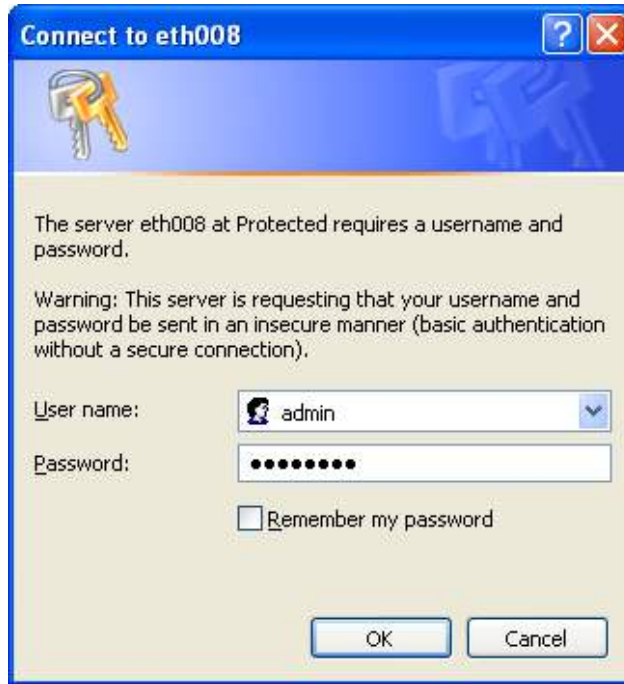 Connect to eth008
The server eth008 at Protected requires a username and
password.
Warning: This server is requesting that your username and
password be sent in an insecure manner (basic authentication
without a secure connection).
User name: admin
Password: ●●●●●●●●
Remember my password
OK Cancel